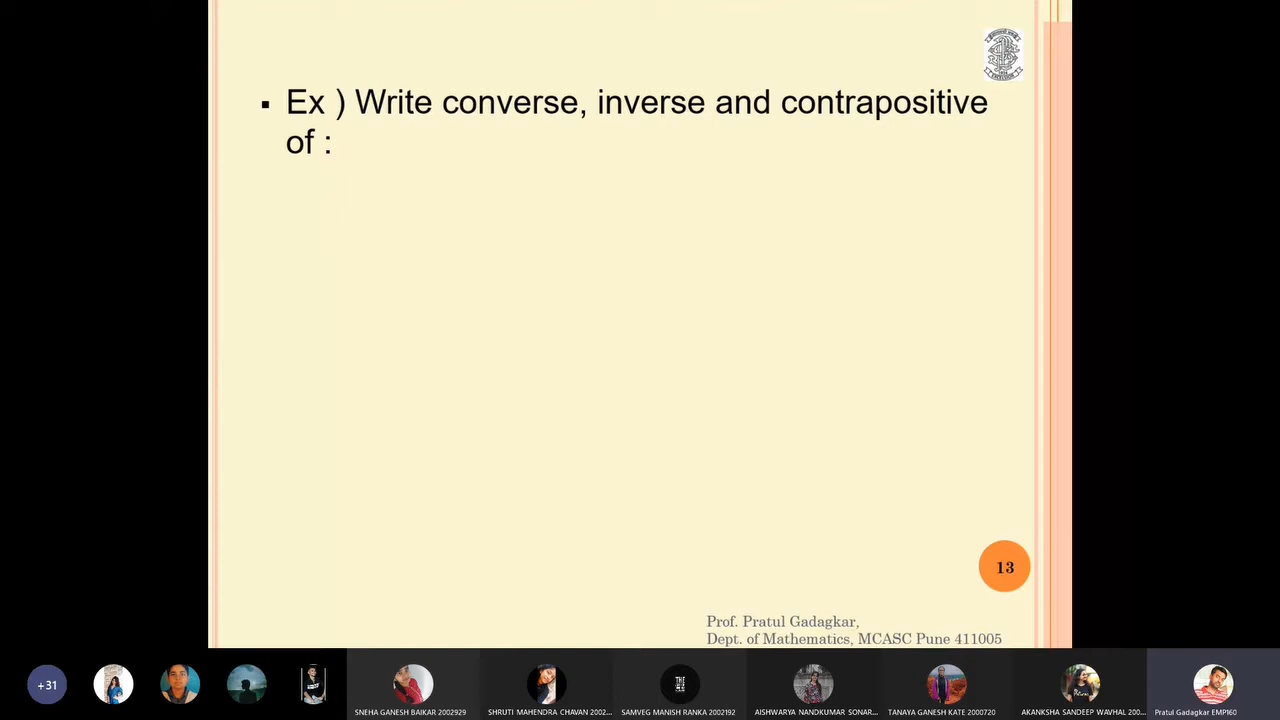 ▪ Ex ) Write converse, inverse and contrapositive
of :
13
Prof. Pratul Gadagkar,
Dept. of Mathematics, MCASC Pune 411005
+31
SNEHA GANESH BAIKAR 2002929
SHRUTI MAHENDRA CHAVAN 2002...
SAMVEG MANISH RANKA 2002192
AISHWARYA NANDKUMAR SONAR...
TANAYA GANESH KATE 2000720
AKANKSHA SANDEEP WAVHAL 200...
Pratul Gadagkar EMP160